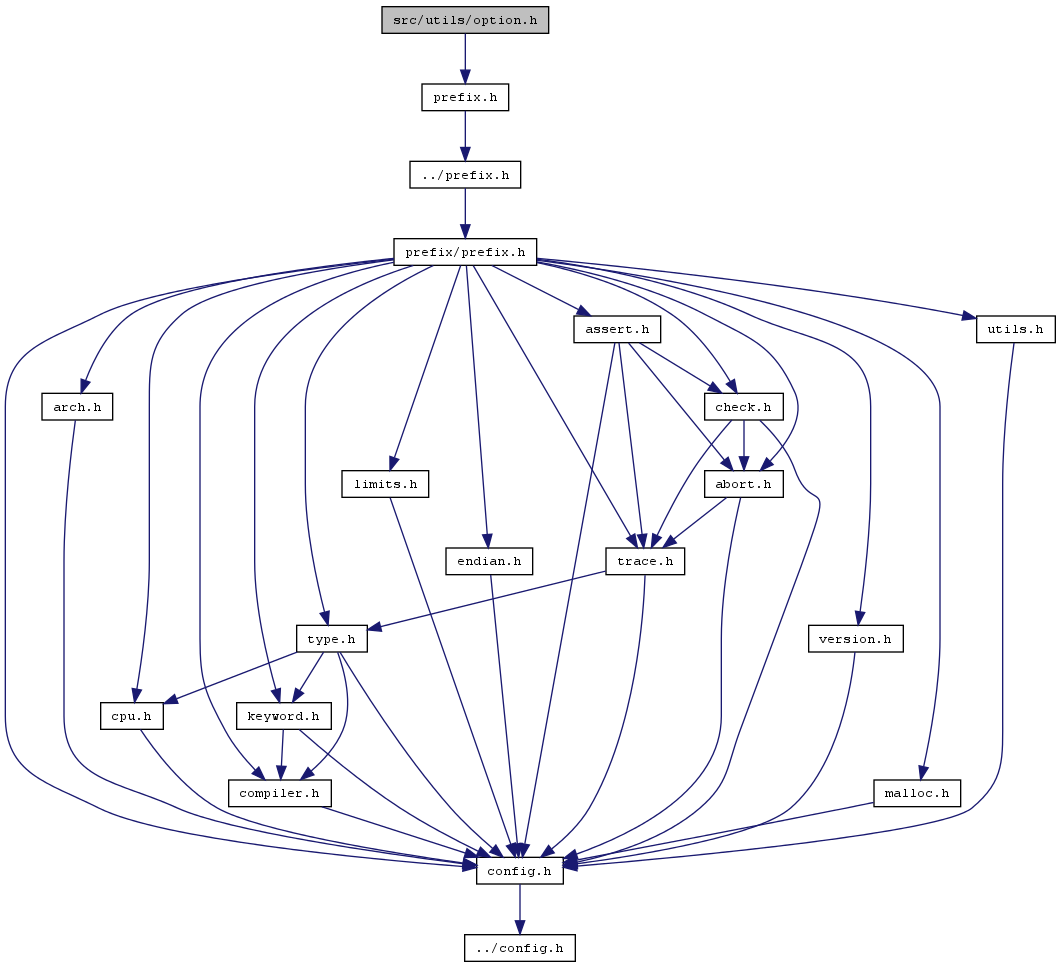 src/utils/option.h
prefix.h
../prefix.h
prefix/prefix.h
assert.h
utils.h
arch.h
check.h
limits.h
abort.h
endian.h
trace.h
type.h
version.h
cpu.h
keyword.h
compiler.h
malloc.h
config.h
../config.h